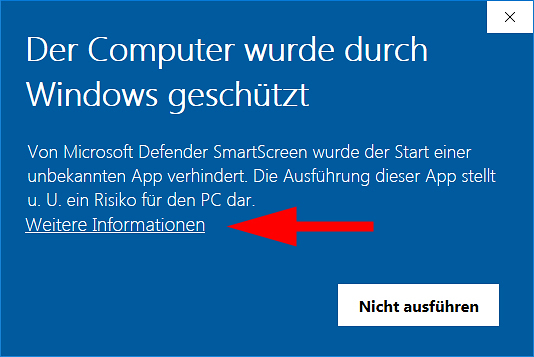 Der Computer wurde durch
Windows geschützt
Von Microsoft Defender SmartScreen wurde der Start einer
unbekannten App verhindert. Die Ausführung dieser App stellt
u. U. ein Risiko für den PC dar.
Weitere Informationen
Nicht ausführen